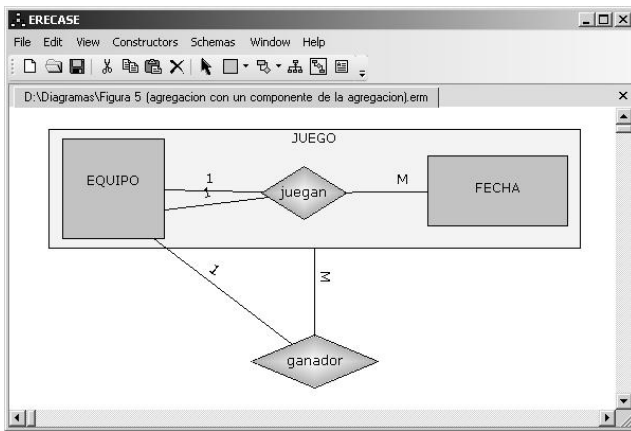 ERECASE
File Edit View Constructors Schemas Window Help
D:\Diagramas\Figura 5 (agregacion con un componente de la agregacion).erm
JUEGO
EQUIPO
1
1
juegan
M
FECHA
1
M
ganador